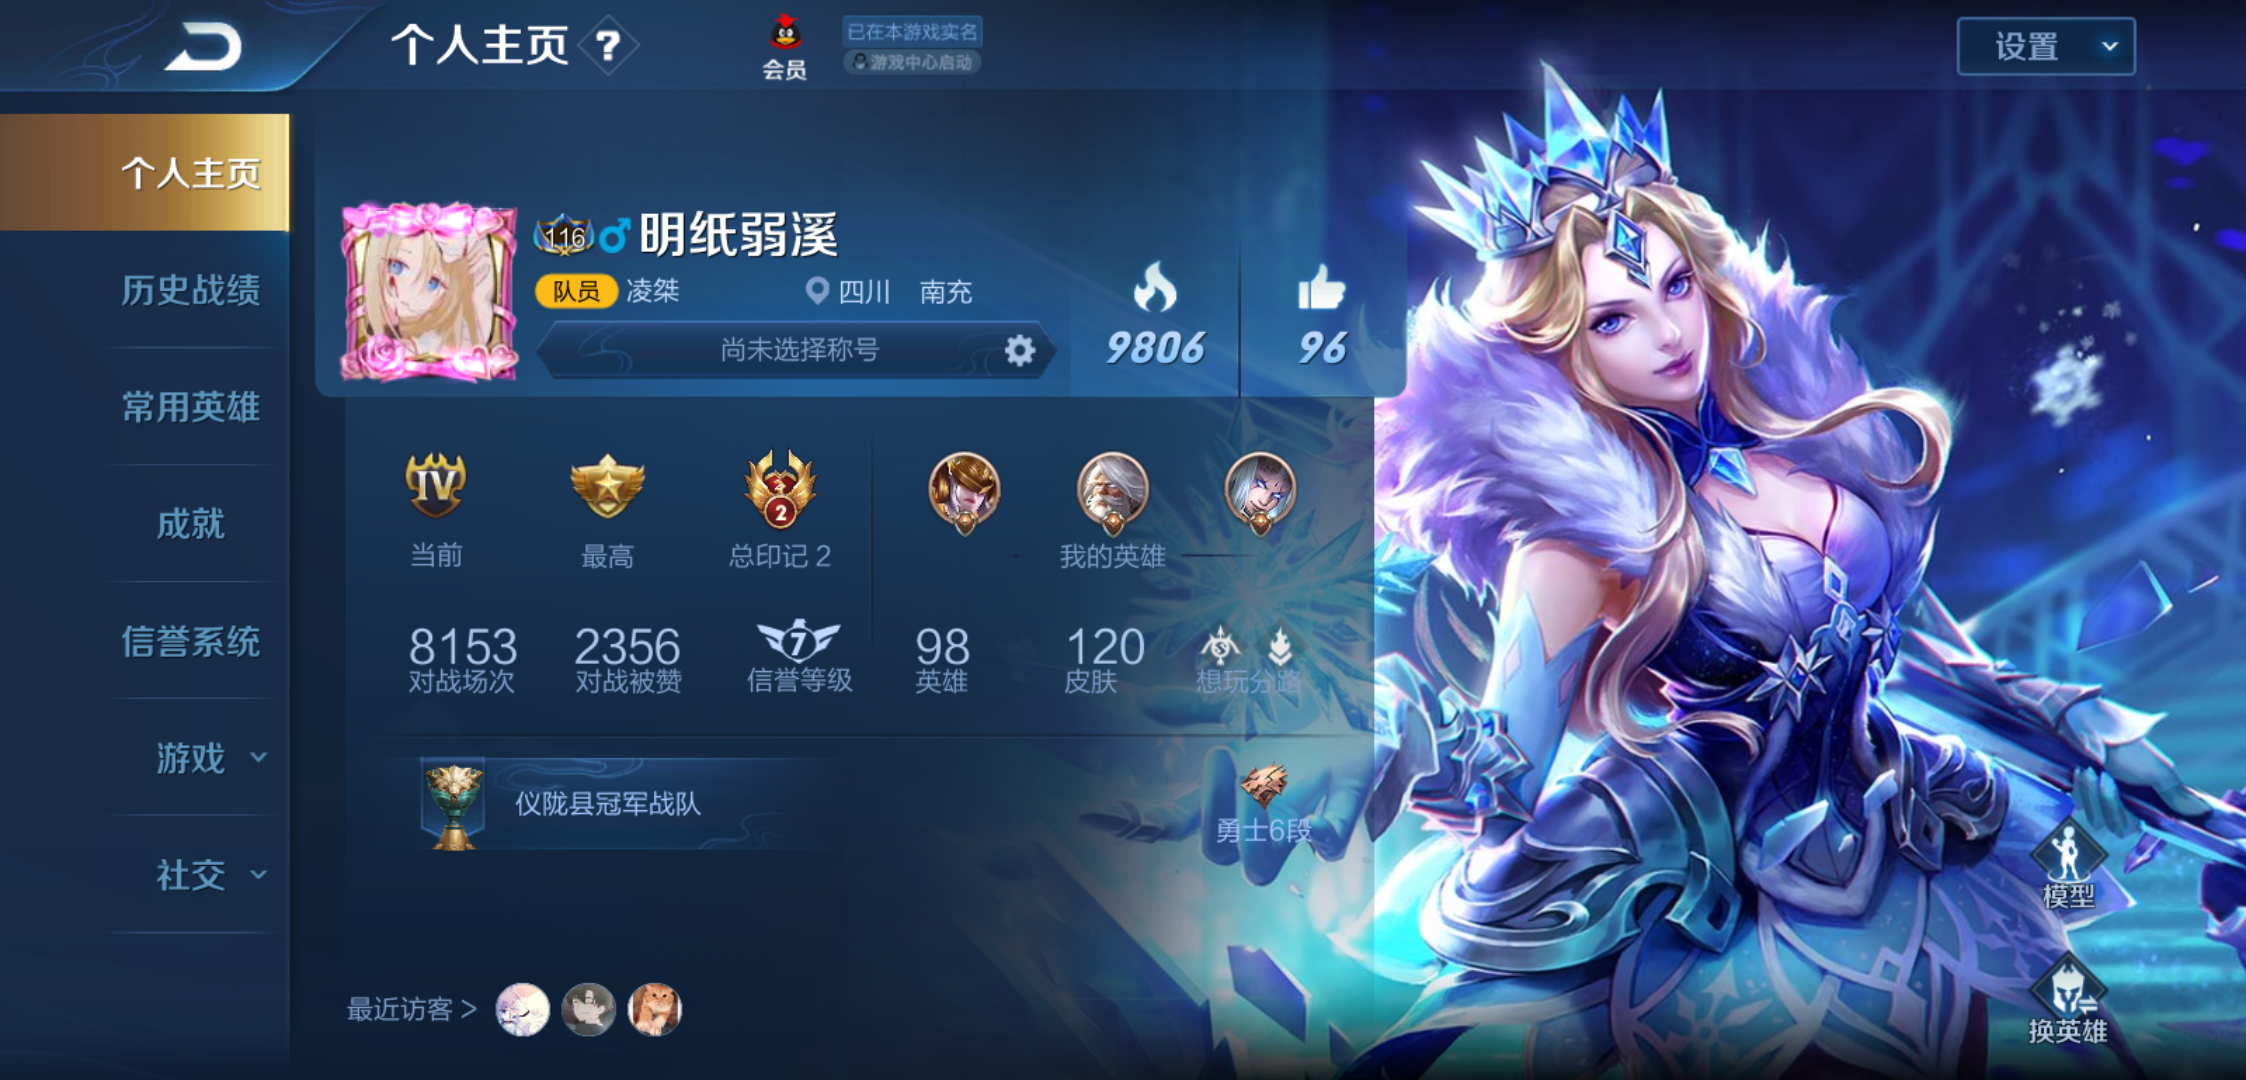 个人主页
?
会员
已在本游戏实名
游戏中心启动
设置
个人主页
历史战绩
常用英雄
成就
信誉系统
游戏
社交
116 明纸弱溪
队员 凌桀 四川 南充
尚未选择称号
9806
96
IV
2
当前
最高
总印记 2
我的英雄
8153
2356
7
98
120
对战场次
对战被赞
信誉等级
英雄
皮肤
想玩分路
仪陇县冠军战队
勇士6段
最近访客 >
模型
换英雄